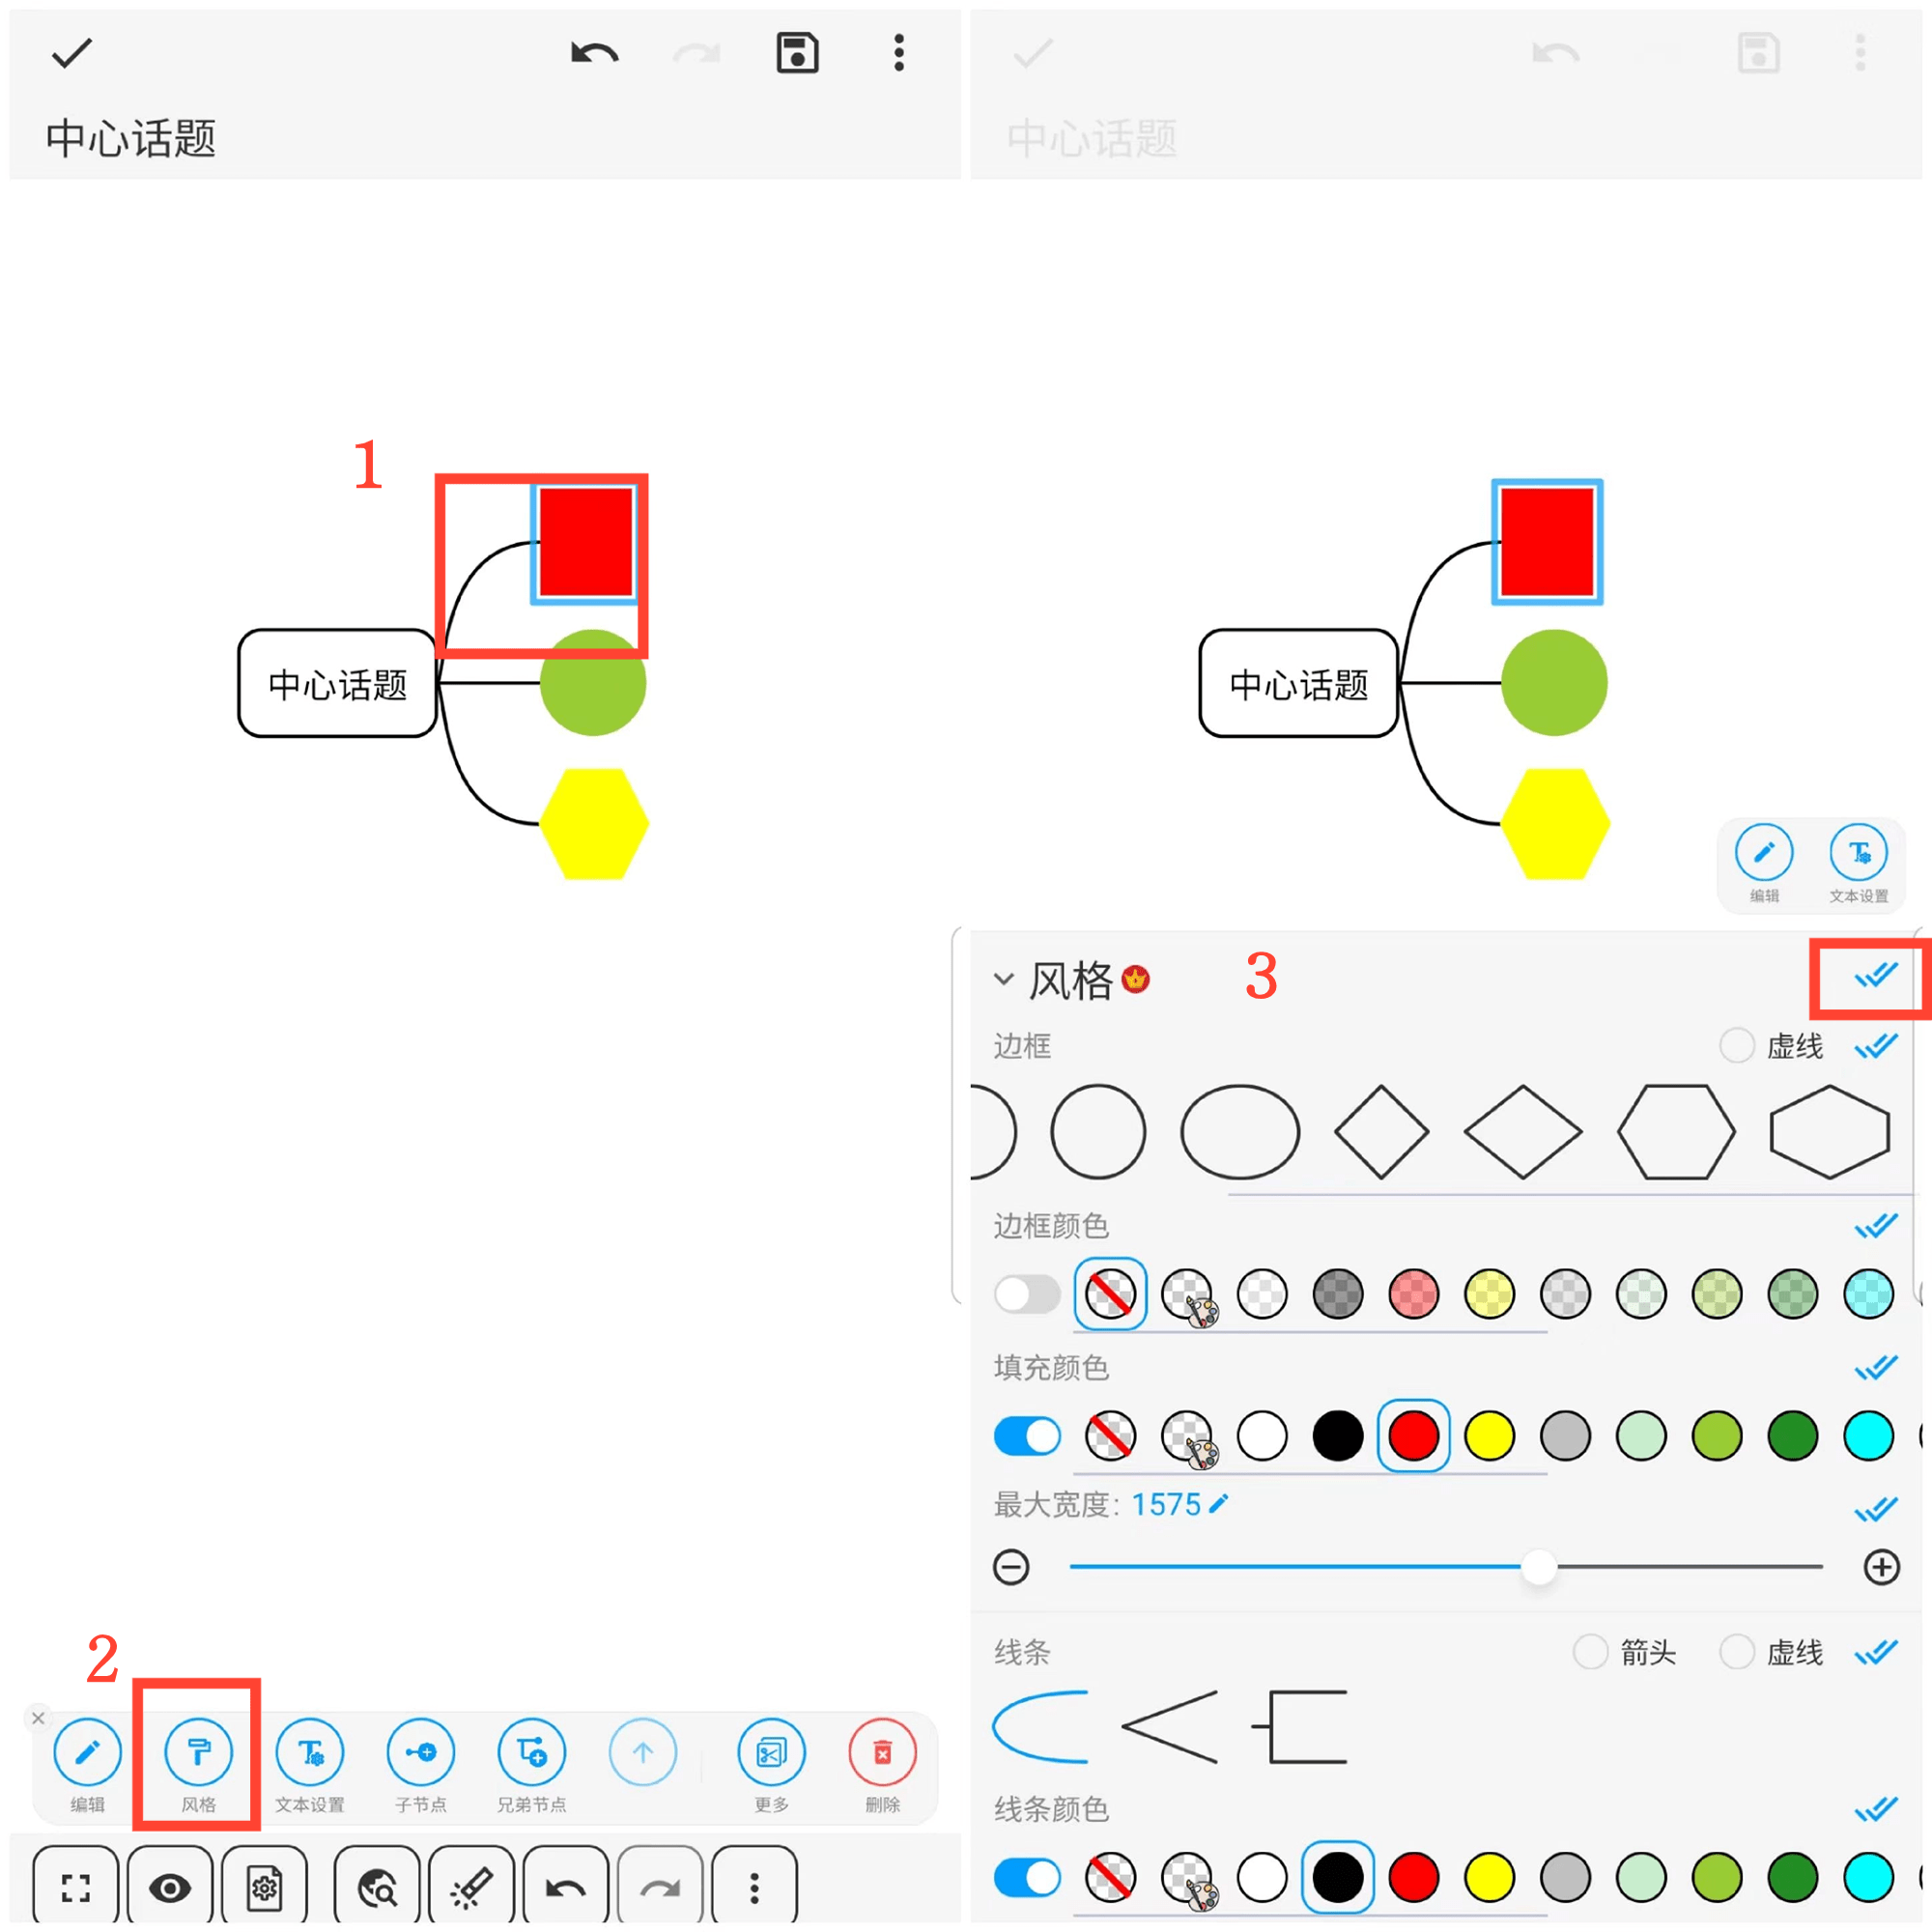 中心话题
中心话题
1
中心话题
中心话题
编辑
文本设置
风格
3
边框
虚线
边框颜色
填充颜色
最大宽度: 1575
2
线条
箭头
虚线
编辑
风格
文本设置
子节点
兄弟节点
更多
删除
线条颜色